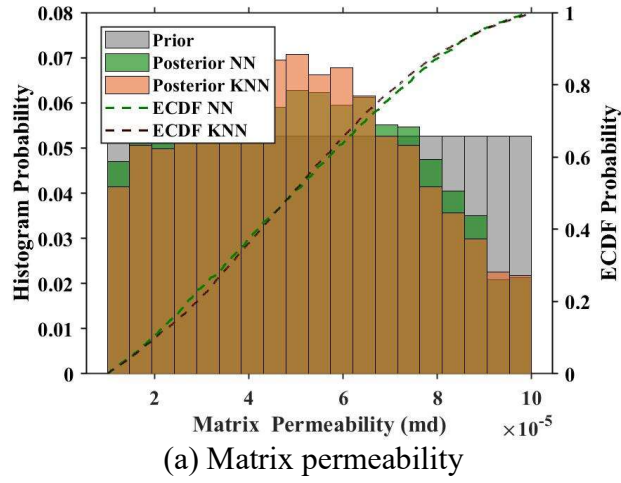 0.08
0.07
0.06
0.05
0.04
0.03
0.02
0.01
0
Histogram Probability
Prior
Posterior NN
Posterior KNN
ECDF NN
ECDF KNN
1
0.8
0.6
0.4
0.2
0
ECDF Probability
2 4 6 8 10
Matrix Permeability (md) ×10-5
(a) Matrix permeability